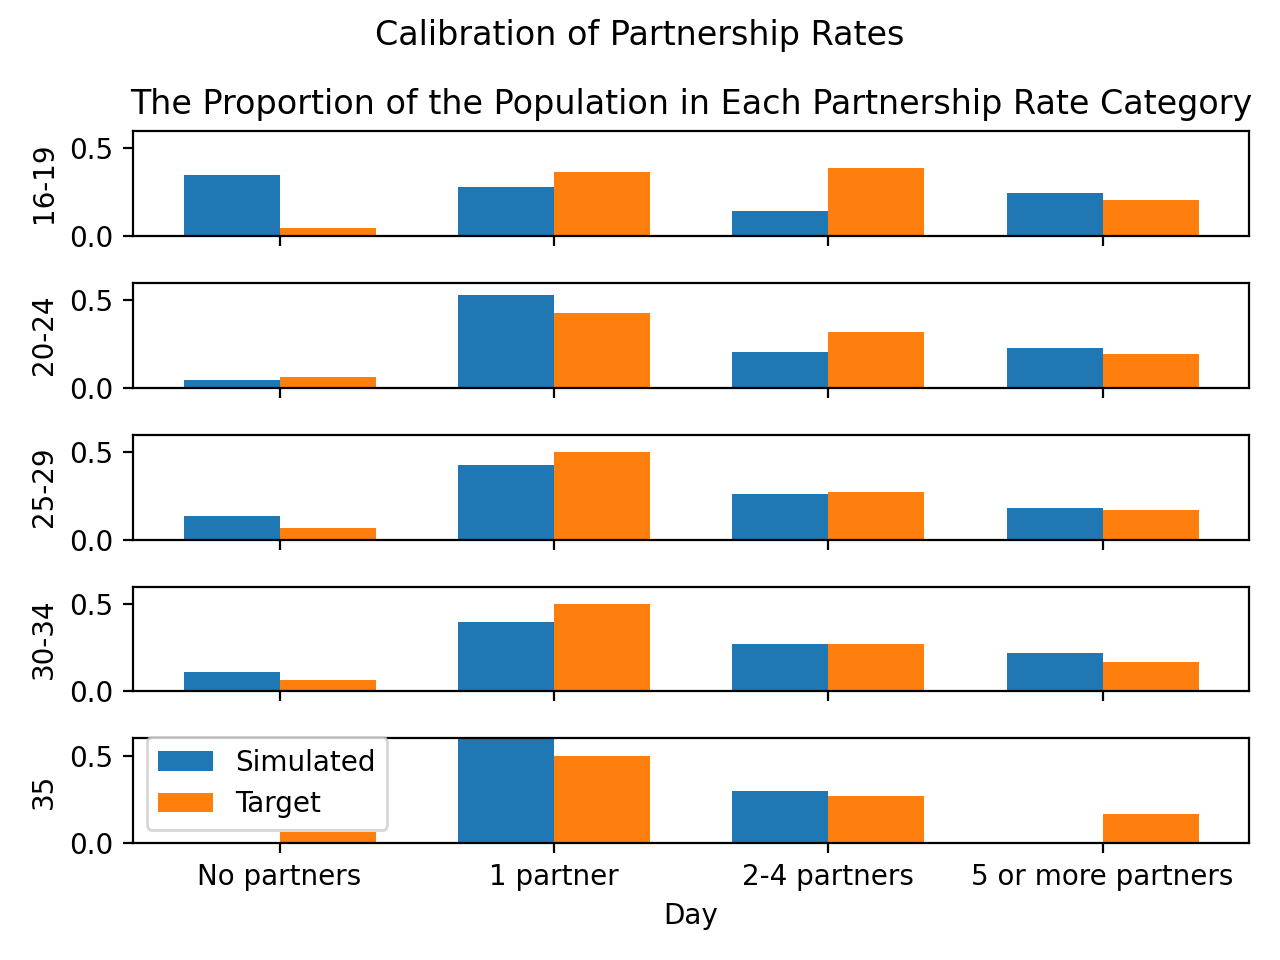 Calibration of Partnership Rates
The Proportion of the Population in Each Partnership Rate Category
16-19
0.5
0.0
20-24
0.5
0.0
25-29
0.5
0.0
30-34
0.5
0.0
35
0.5
0.0
Simulated
Target
No partners
1 partner
2-4 partners
5 or more partners
Day